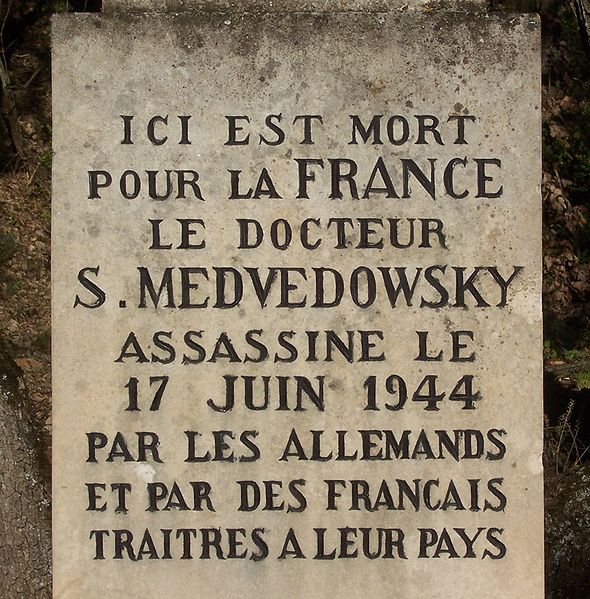 ICI EST MORT
POUR LA FRANCE
LE DOCTEUR
S. MEDVEDOWSKY
ASSASSINE LE
17 JUIN 1944
PAR LES ALLEMANDS
ET PAR DES FRANCAIS
TRAITRES A LEUR PAYS